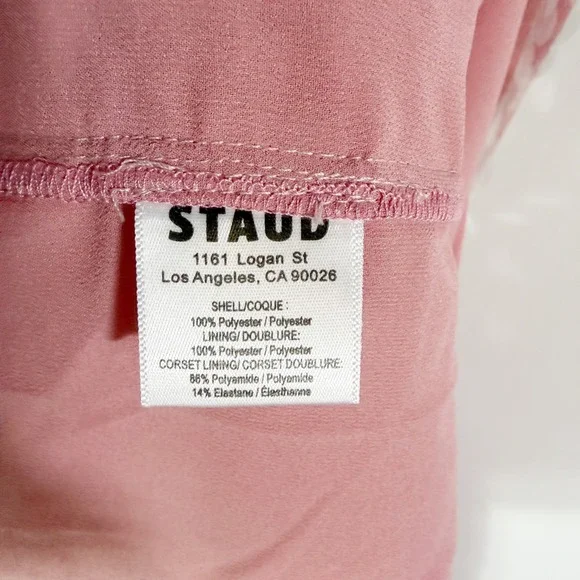 STAUD
1161 Logan St
Los Angeles, CA 90026
SHELL/COQUE :
100% Polyester / Polyester
LINING/ DOUBLURE:
100% Polyester / Polyester
CORSET LINING/ CORSET DOUBLURE:
86% Polyamide / Polyamide
14% Elastane / Élasthanne